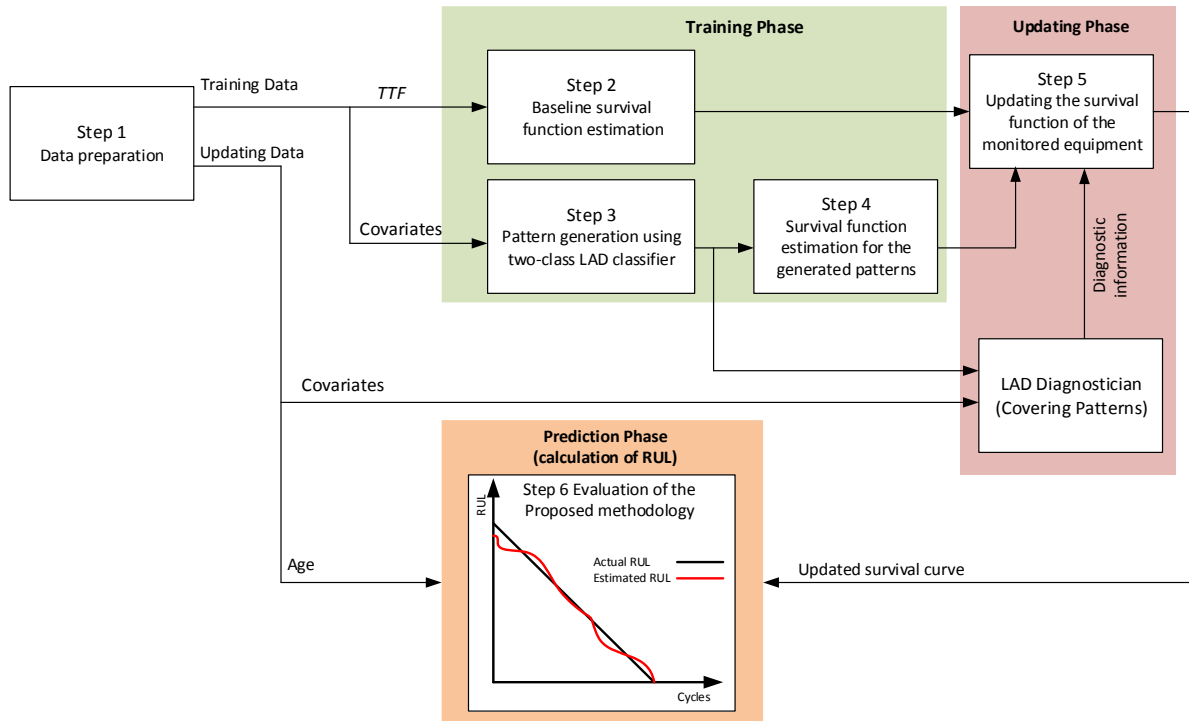 Training Phase
Updating Phase
Training Data
TTF
Step 1
Data preparation
Updating Data
Step 2
Baseline survival
function estimation
Step 5
Updating the survival
function of the
monitored equipment
Covariates
Step 3
Pattern generation using
two-class LAD classifier
Step 4
Survival function
estimation for the
generated patterns
Diagnostic
information
Covariates
LAD Diagnostician
(Covering Patterns)
Prediction Phase
(calculation of RUL)
Step 6 Evaluation of the
Proposed methodology
RUL
Actual RUL
Estimated RUL
Cycles
Age
Updated survival curve